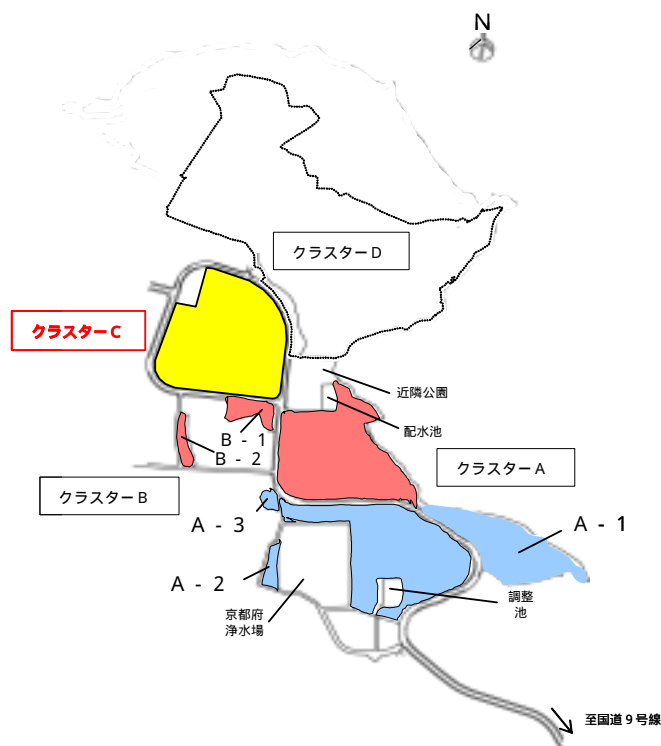 N
クラスターD
クラスターC
近隣公園
配水池
B - 1
B - 2
クラスターA
クラスターB
A - 3
A - 1
A - 2
調整
池
京都府
浄水場
至国道９号線